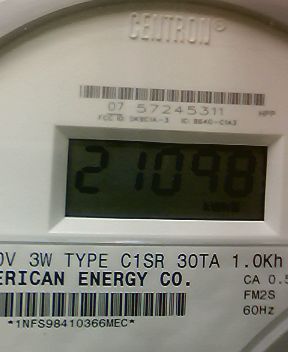 CENTRON®
07 57245311 HPP
21098
0V 3W TYPE C1SR 30TA 1.0Kh
ERICAN ENERGY CO.
CA 0.5
FM2S
60Hz
*1NFS98410366MEC*